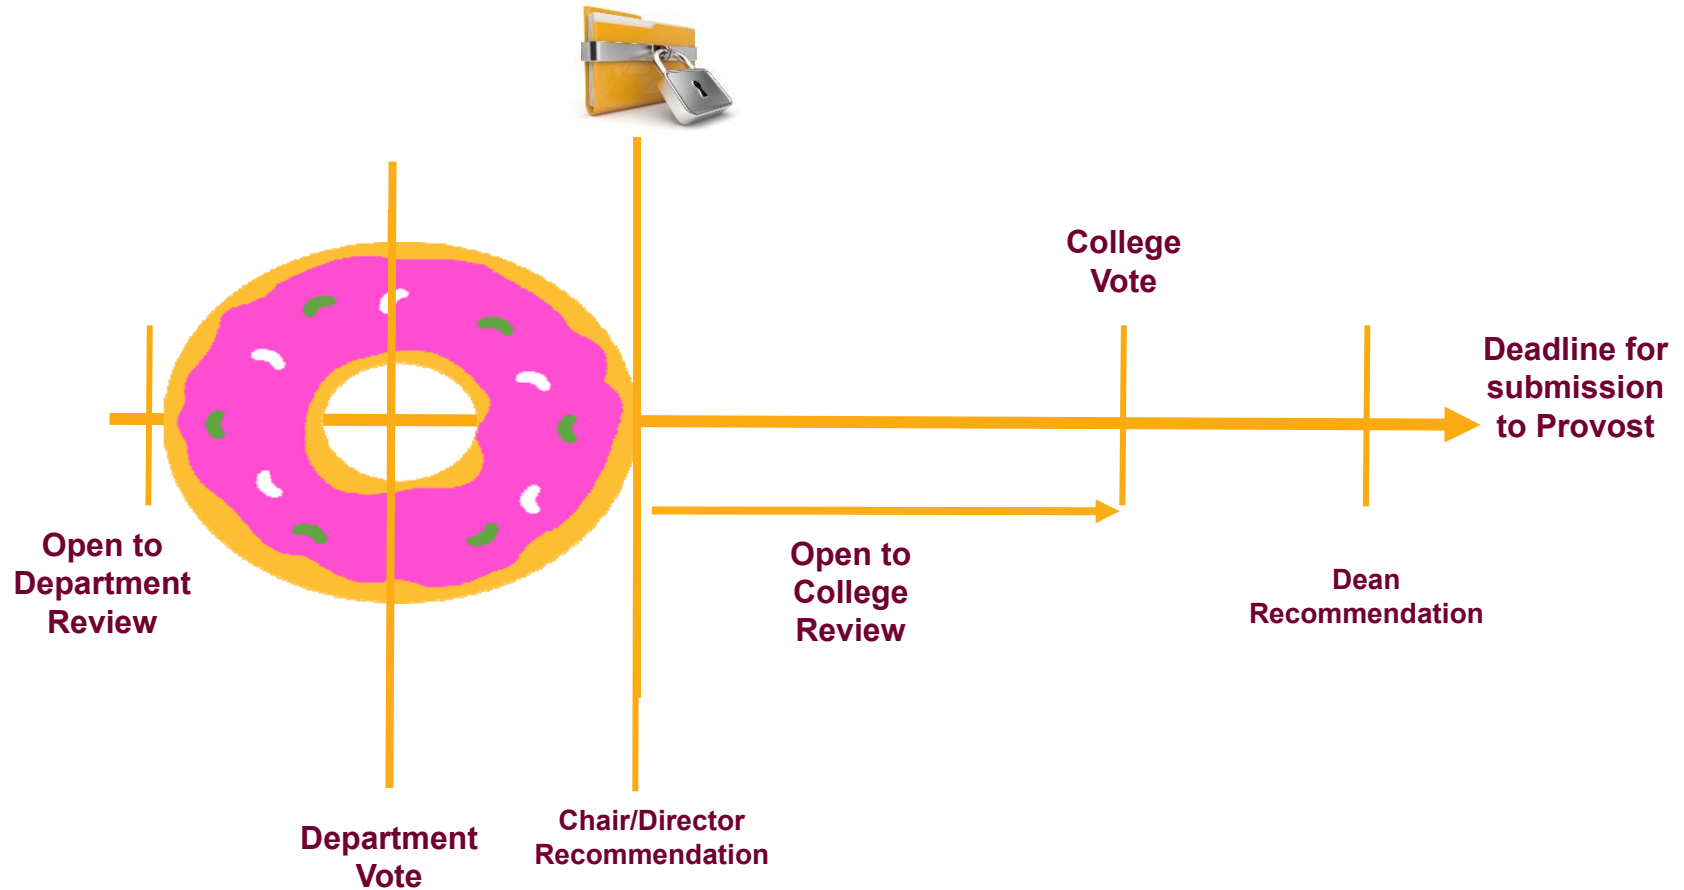 Open to
Department
Review
Department
Vote
Chair/Director
Recommendation
Open to
College
Review
College
Vote
Dean
Recommendation
Deadline for
submission
to Provost